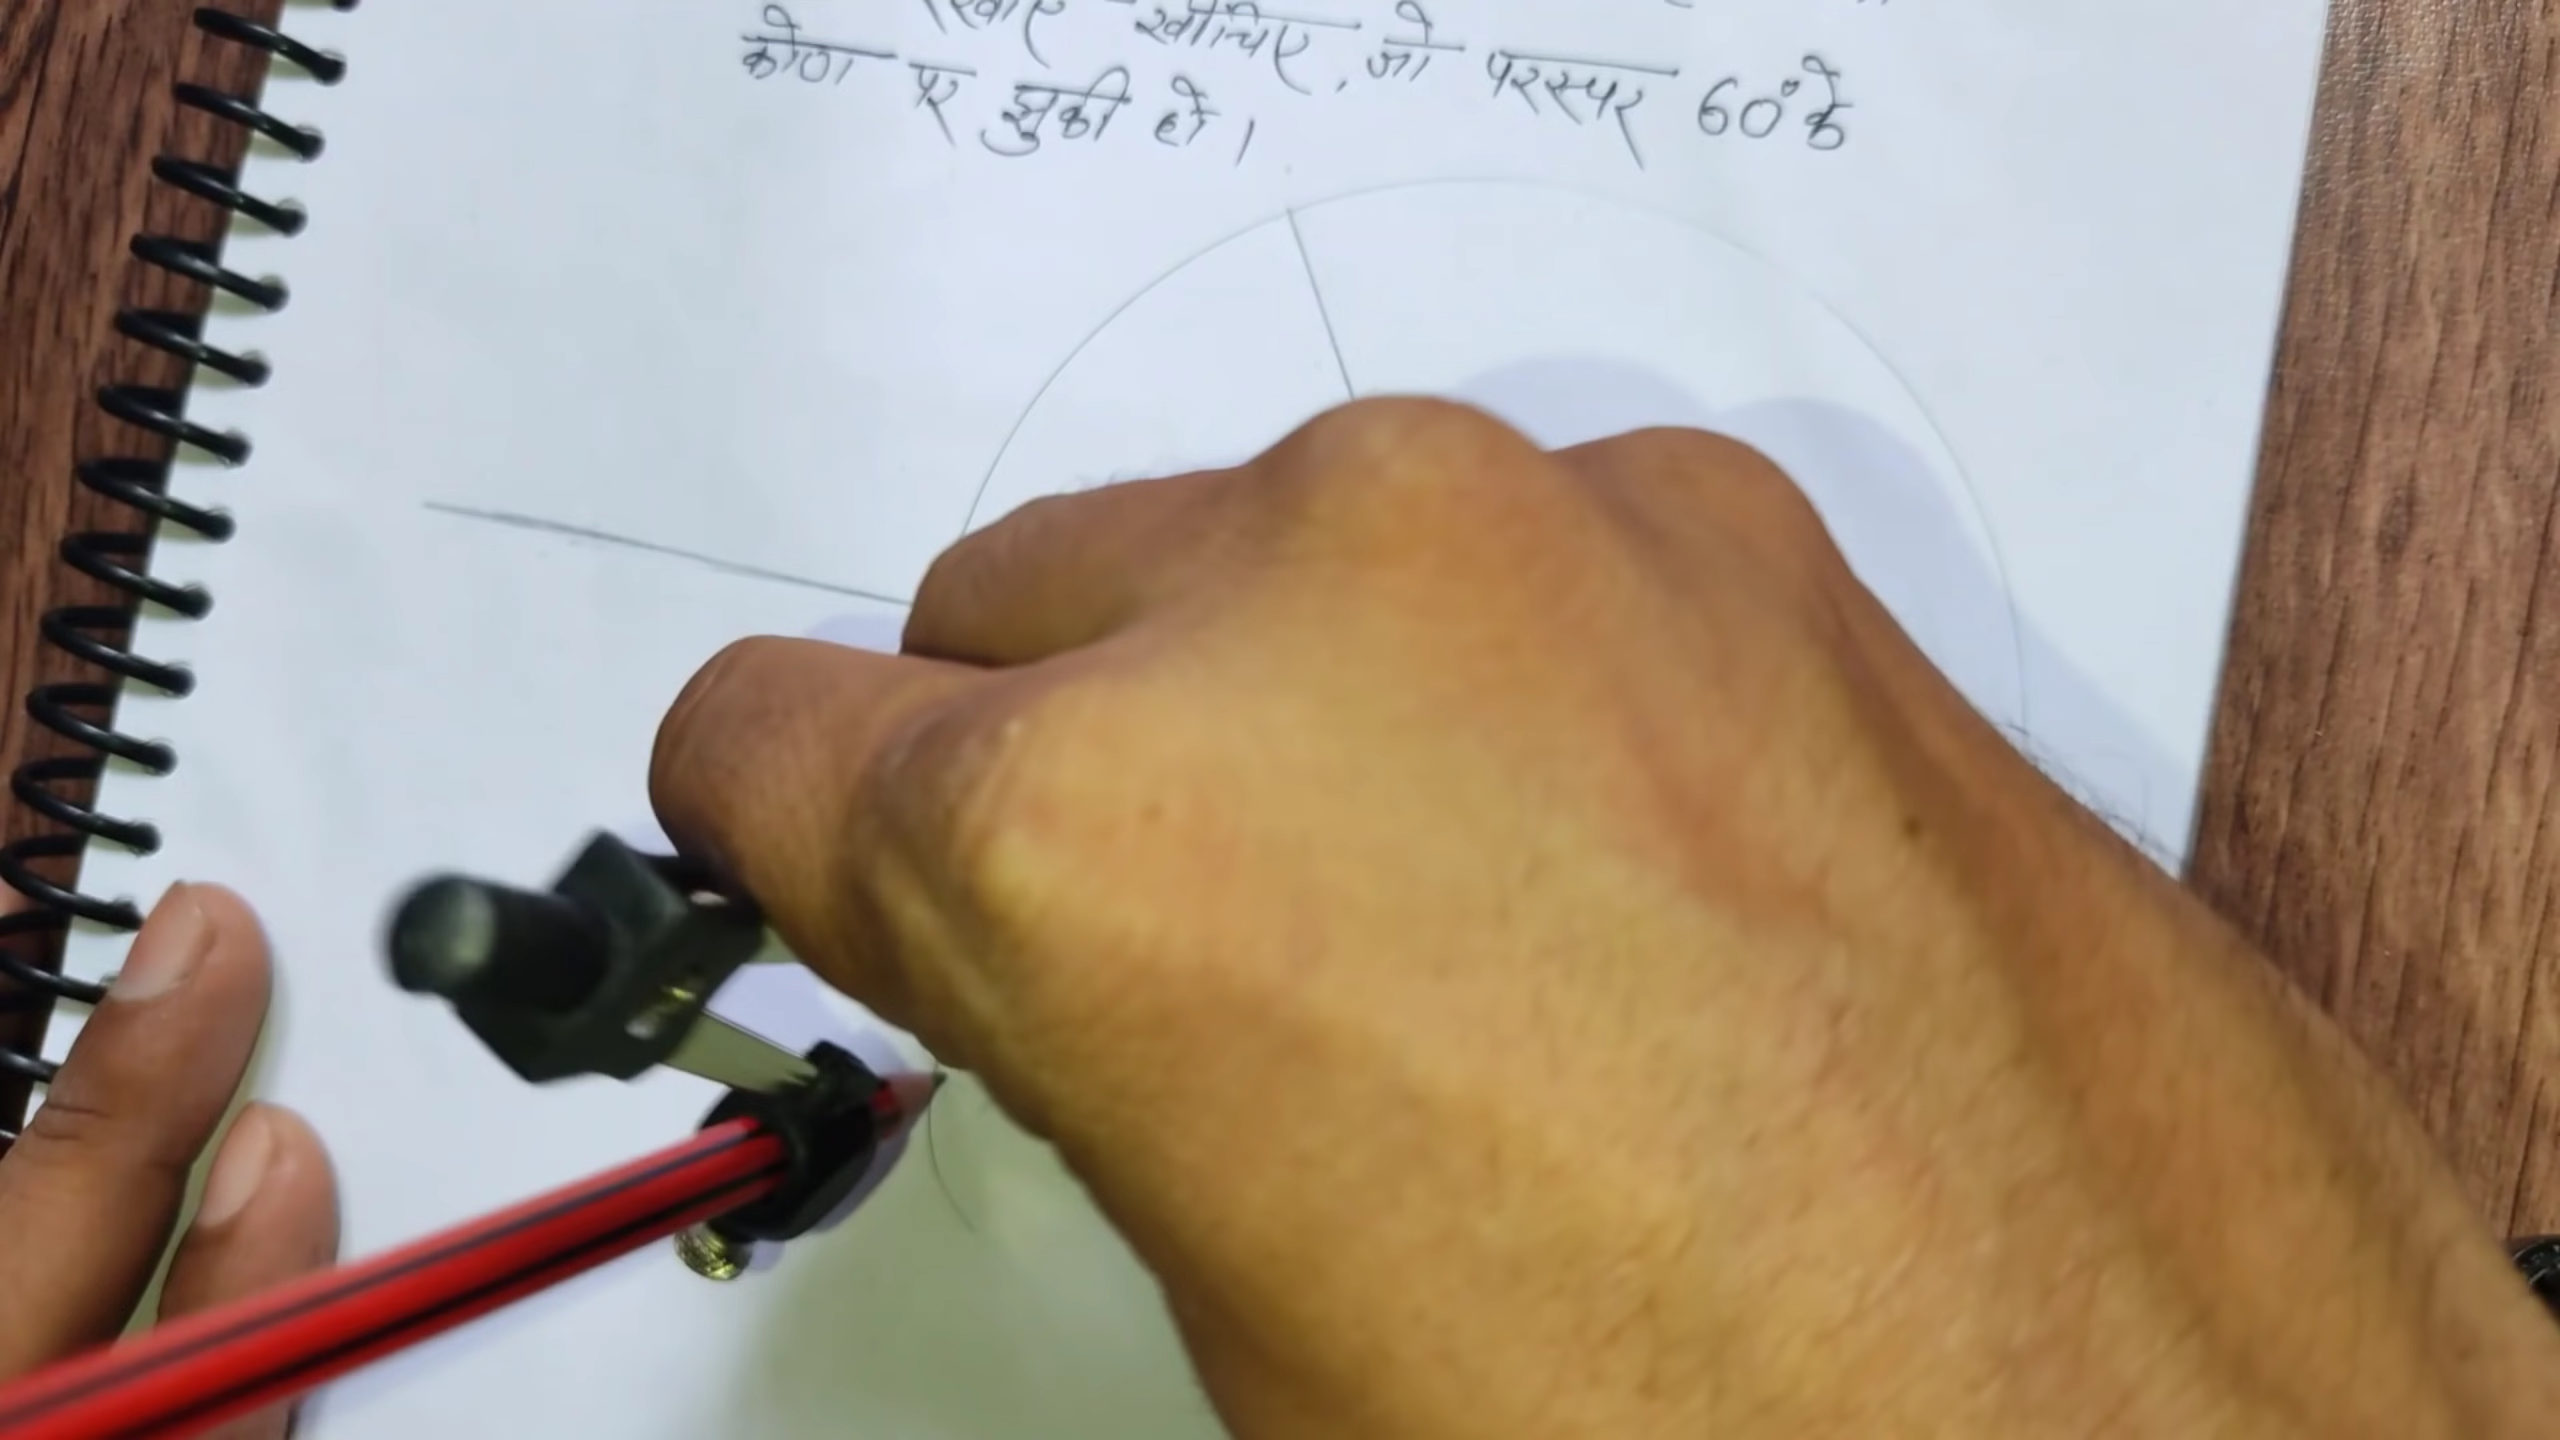 रेखाएँ खींचिए, जो परस्पर 60° के
कोण पर झुकी हो।